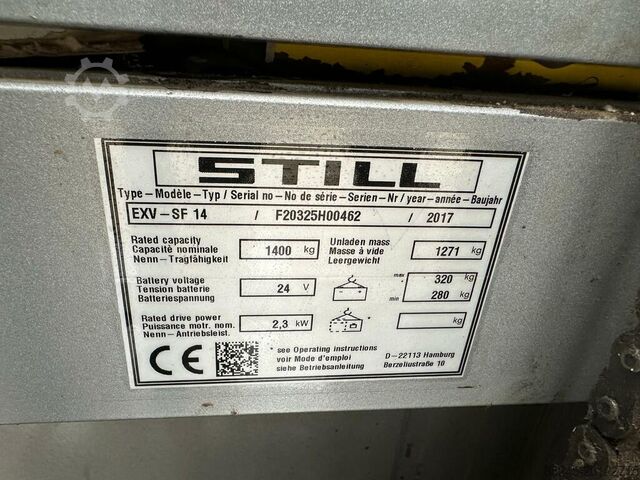 STILL
Type – Modèle – Typ / Serial no – No de série – Serien – Nr / year – année – Baujahr
EXV – SF 14 / F20325H00462 / 2017
Rated capacity
Capacité nominale
Nenn – Tragfähigkeit
1400 kg
Unladen mass
Masse à vide
Leergewicht
1271 kg
Battery voltage
Tension batterie
Batteriespannung
24 V
max 320 kg
min 280 kg
Rated drive power
Puissance motr. nom.
Nenn – Antriebsleist.
2,3 kW
kg
CE
* see Operating instructions
voir Mode d'emploi
siehe Betriebsanleitung
D – 22113 Hamburg
Berzeliustraße 10